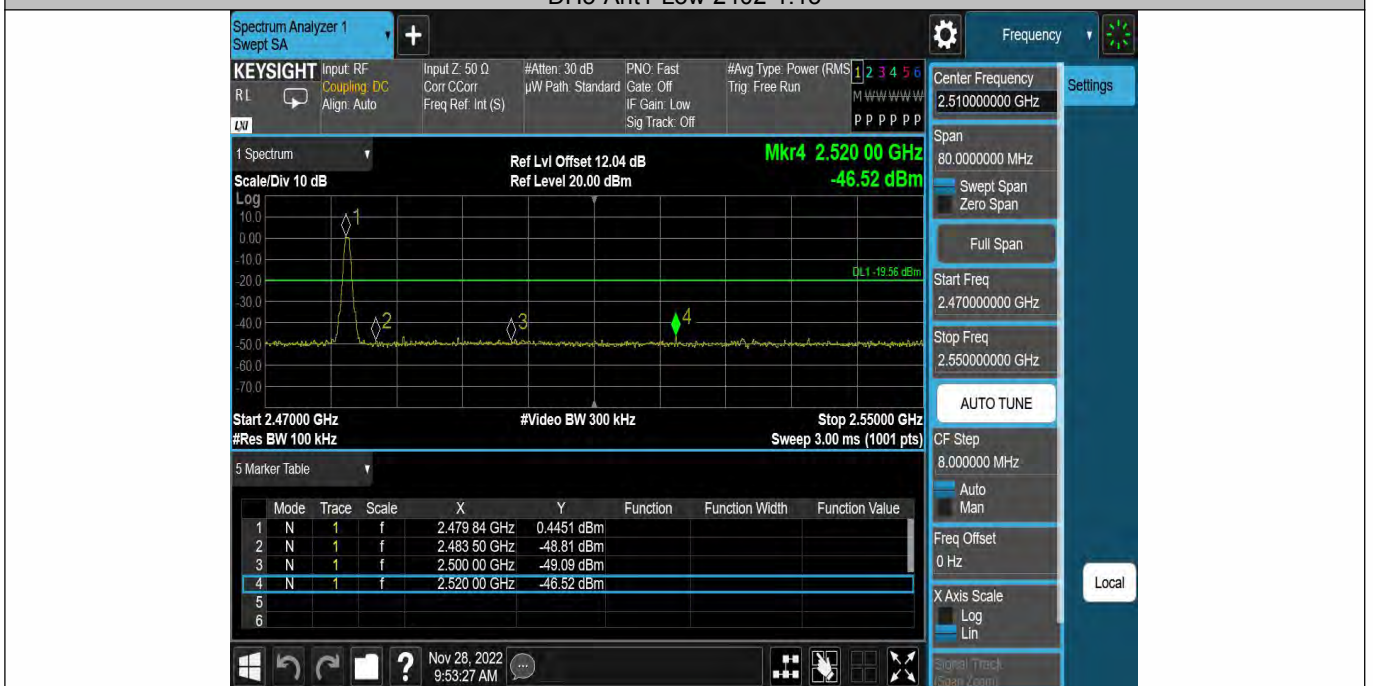 Spectrum Analyzer 1
Swept SA
+
Frequency
KEYSIGHT Input: RF Input Z: 50 Ω #Atten: 30 dB PNO: Fast #Avg Type: Power (RMS 1 2 3 4 5 6
RL Coupling: DC Corr CCorr µW Path: Standard Gate: Off Trig: Free Run M W W W W W
Align: Auto Freq Ref: Int (S) IF Gain: Low
LXI Sig Track: Off P P P P P P
Center Frequency
2.510000000 GHz
Settings
Span
80.0000000 MHz
Swept Span
Zero Span
Full Span
Start Freq
2.470000000 GHz
Stop Freq
2.550000000 GHz
AUTO TUNE
CF Step
8.000000 MHz
Auto
Man
Freq Offset
0 Hz
X Axis Scale
Log
Lin
Signal Track
(Span Zoom)
Local
1 Spectrum
Ref Lvl Offset 12.04 dB
Mkr4 2.520 00 GHz
Scale/Div 10 dB
Ref Level 20.00 dBm
-46.52 dBm
Log
10.0
0.00
-10.0
-20.0
-30.0
-40.0
-50.0
-60.0
-70.0
1
2
3
4
DL1 -19.56 dBm
Start 2.47000 GHz #Video BW 300 kHz Stop 2.55000 GHz
#Res BW 100 kHz Sweep 3.00 ms (1001 pts)
5 Marker Table
Mode Trace Scale X Y Function Function Width Function Value
1 N 1 f 2.479 84 GHz 0.4451 dBm
2 N 1 f 2.483 50 GHz -48.81 dBm
3 N 1 f 2.500 00 GHz -49.09 dBm
4 N 1 f 2.520 00 GHz -46.52 dBm
5
6
? Nov 28, 2022
9:53:27 AM